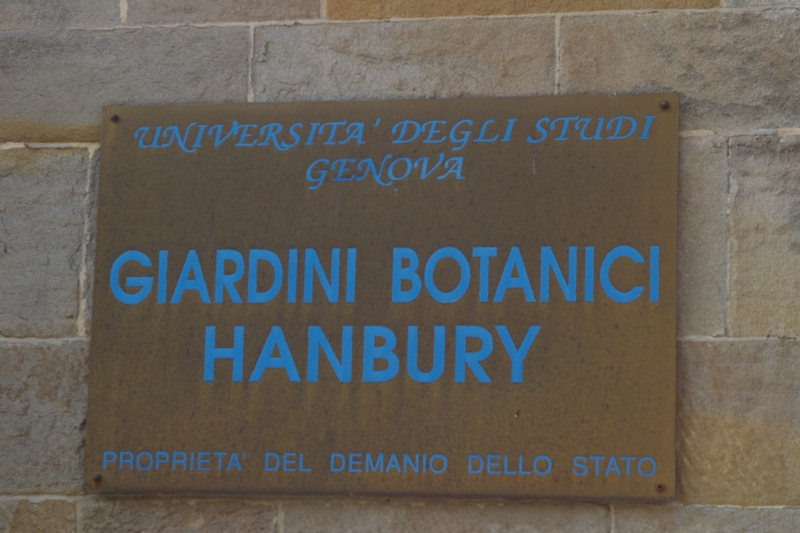 UNIVERSITA' DEGLI STUDI
GENOVA
GIARDINI BOTANICI
HANBURY
PROPRIETA' DEL DEMANIO DELLO STATO